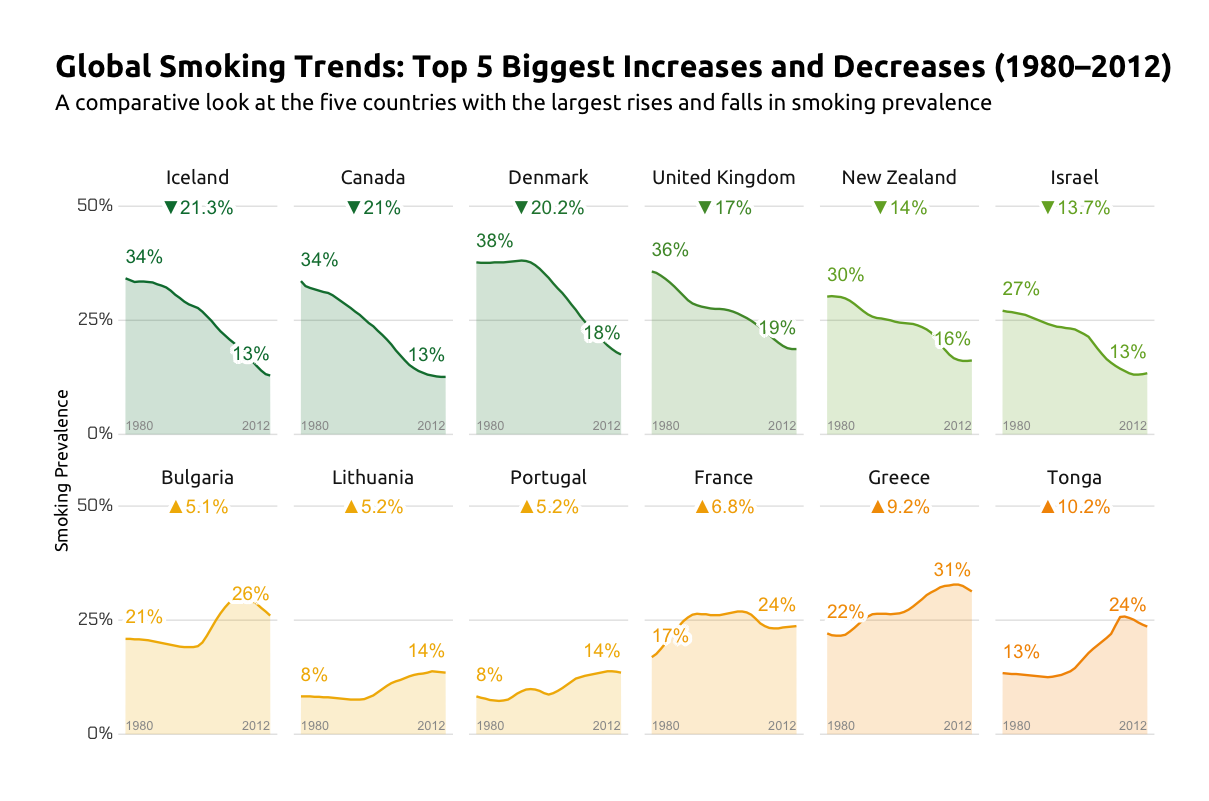 Global Smoking Trends: Top 5 Biggest Increases and Decreases (1980–2012)
A comparative look at the five countries with the largest rises and falls in smoking prevalence
Smoking Prevalence
Iceland Canada Denmark United Kingdom New Zealand Israel
50% ▼21.3% ▼21% ▼20.2% ▼17% ▼14% ▼13.7%
34% 34% 38% 36% 30% 27%
25%
13% 13% 18% 19% 16% 13%
0% 1980 2012 1980 2012 1980 2012 1980 2012 1980 2012 1980 2012
Bulgaria Lithuania Portugal France Greece Tonga
50% ▲5.1% ▲5.2% ▲5.2% ▲6.8% ▲9.2% ▲10.2%
26% 14% 14% 24% 31% 24%
25%
21% 8% 8% 17% 22% 13%
0% 1980 2012 1980 2012 1980 2012 1980 2012 1980 2012 1980 2012